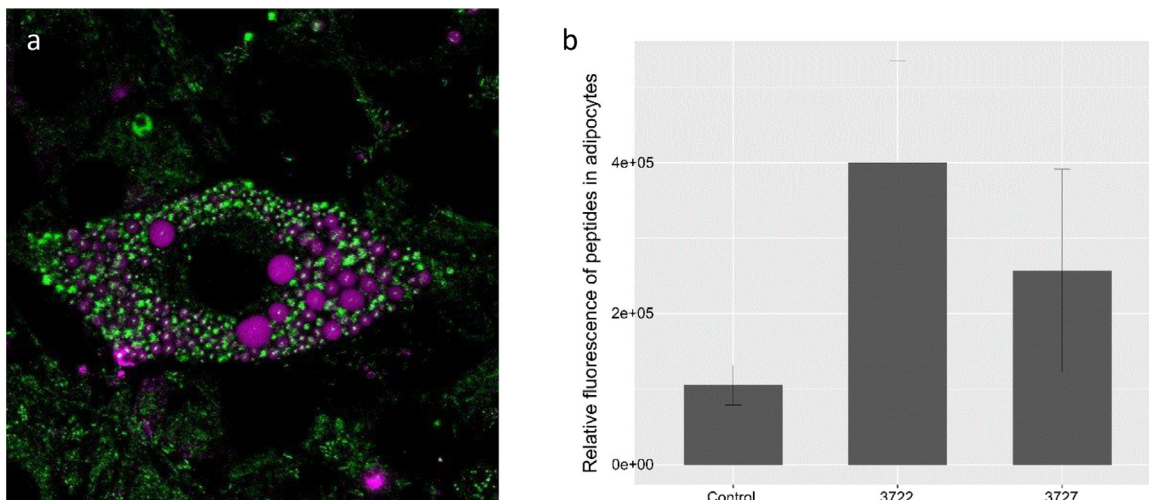 a
b
Relative fluorescence of peptides in adipocytes
4e+05
2e+05
0e+00
Control
3722
3727